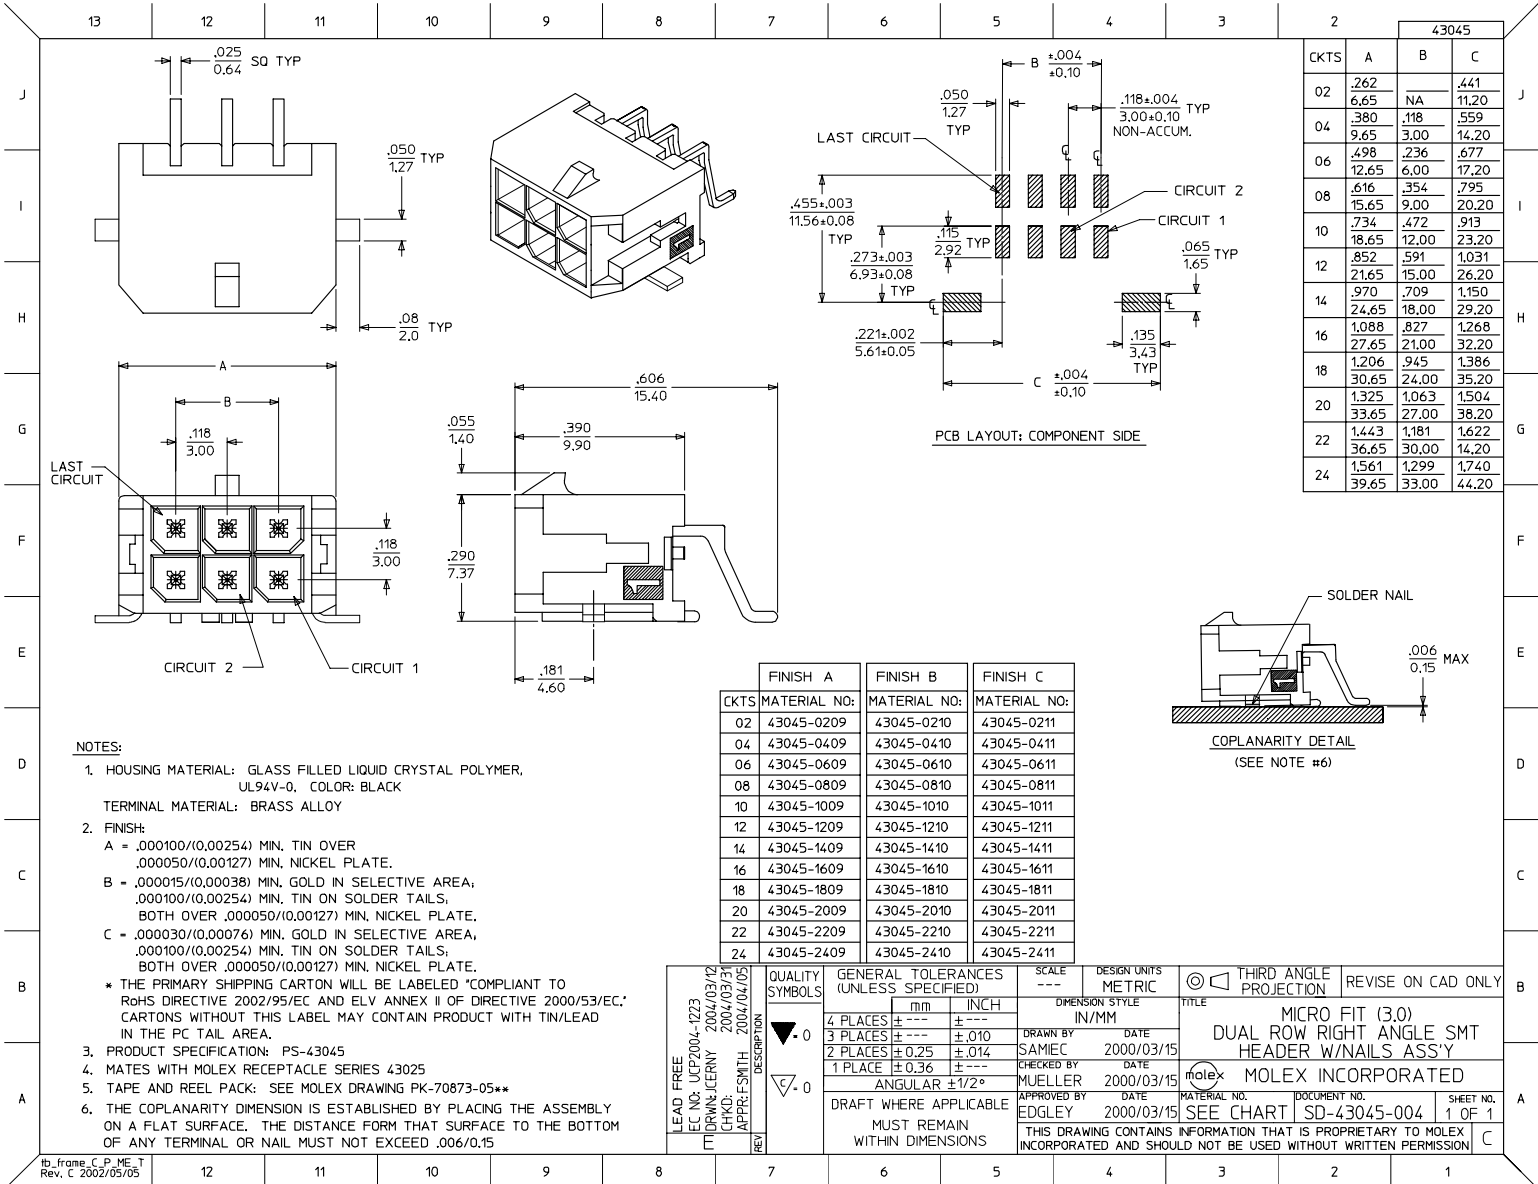 13 12 11 10 9 8 7 6 5 4 3 2
43045
J I H G F E D C B A
.025
0.64 SQ TYP
.050
1.27 TYP
.08
2.0 TYP
A
B
.118
3.00
LAST
CIRCUIT
.118
3.00
CIRCUIT 2
CIRCUIT 1
.606
15.40
.055
1.40
.390
9.90
.290
7.37
.181
4.60
B ±.004
±0.10
.050
1.27
TYP
.118±.004
3.00±0.10 TYP
NON-ACCUM.
LAST CIRCUIT
CIRCUIT 2
CIRCUIT 1
.455±.003
11.56±0.08
TYP
.115
2.92 TYP
.273±.003
6.93±0.08
TYP
.065
1.65 TYP
.221±.002
5.61±0.05
.135
3.43
TYP
C ±.004
±0.10
PCB LAYOUT: COMPONENT SIDE
CKTS A B C
02 .262 .441
6.65 NA 11.20
04 .380 .118 .559
9.65 3.00 14.20
06 .498 .236 .677
12.65 6.00 17.20
08 .616 .354 .795
15.65 9.00 20.20
10 .734 .472 .913
18.65 12.00 23.20
12 .852 .591 1.031
21.65 15.00 26.20
14 .970 .709 1.150
24.65 18.00 29.20
16 1.088 .827 1.268
27.65 21.00 32.20
18 1.206 .945 1.386
30.65 24.00 35.20
20 1.325 1.063 1.504
33.65 27.00 38.20
22 1.443 1.181 1.622
36.65 30.00 14.20
24 1.561 1.299 1.740
39.65 33.00 44.20
SOLDER NAIL
.006
0.15 MAX
COPLANARITY DETAIL
(SEE NOTE #6)
FINISH A FINISH B FINISH C
CKTS MATERIAL NO: MATERIAL NO: MATERIAL NO:
02 43045-0209 43045-0210 43045-0211
04 43045-0409 43045-0410 43045-0411
06 43045-0609 43045-0610 43045-0611
08 43045-0809 43045-0810 43045-0811
10 43045-1009 43045-1010 43045-1011
12 43045-1209 43045-1210 43045-1211
14 43045-1409 43045-1410 43045-1411
16 43045-1609 43045-1610 43045-1611
18 43045-1809 43045-1810 43045-1811
20 43045-2009 43045-2010 43045-2011
22 43045-2209 43045-2210 43045-2211
24 43045-2409 43045-2410 43045-2411
NOTES:
1. HOUSING MATERIAL: GLASS FILLED LIQUID CRYSTAL POLYMER,
UL94V-0. COLOR: BLACK
TERMINAL MATERIAL: BRASS ALLOY
2. FINISH:
A = .000100/(0.00254) MIN. TIN OVER
.000050/(0.00127) MIN. NICKEL PLATE.
B = .000015/(0.00038) MIN. GOLD IN SELECTIVE AREA;
.000100/(0.00254) MIN. TIN ON SOLDER TAILS;
BOTH OVER .000050/(0.00127) MIN. NICKEL PLATE.
C = .000030/(0.00076) MIN. GOLD IN SELECTIVE AREA;
.000100/(0.00254) MIN. TIN ON SOLDER TAILS;
BOTH OVER .000050/(0.00127) MIN. NICKEL PLATE.
* THE PRIMARY SHIPPING CARTON WILL BE LABELED "COMPLIANT TO
RoHS DIRECTIVE 2002/95/EC AND ELV ANNEX II OF DIRECTIVE 2000/53/EC."
CARTONS WITHOUT THIS LABEL MAY CONTAIN PRODUCT WITH TIN/LEAD
IN THE PC TAIL AREA.
3. PRODUCT SPECIFICATION: PS-43045
4. MATES WITH MOLEX RECEPTACLE SERIES 43025
5. TAPE AND REEL PACK: SEE MOLEX DRAWING PK-70873-05**
6. THE COPLANARITY DIMENSION IS ESTABLISHED BY PLACING THE ASSEMBLY
ON A FLAT SURFACE. THE DISTANCE FORM THAT SURFACE TO THE BOTTOM
OF ANY TERMINAL OR NAIL MUST NOT EXCEED .006/0.15
LEAD FREE
EC NO: UCP2004-1223
DRWN:JCERNY 2004/03/12
CHKD: 2004/03/31
APPR:FSMITH 2004/04/05
E
REV DESCRIPTION
QUALITY
SYMBOLS
= 0
C = 0
GENERAL TOLERANCES
(UNLESS SPECIFIED)
mm INCH
4 PLACES ± --- ± ---
3 PLACES ± --- ± .010
2 PLACES ± 0.25 ± .014
1 PLACE ± 0.36 ± ---
ANGULAR ±1/2°
DRAFT WHERE APPLICABLE
MUST REMAIN
WITHIN DIMENSIONS
SCALE
---
DESIGN UNITS
METRIC
THIRD ANGLE
PROJECTION
REVISE ON CAD ONLY
DIMENSION STYLE
IN/MM
DRAWN BY DATE
SAMIEC 2000/03/15
CHECKED BY DATE
MUELLER 2000/03/15
APPROVED BY DATE
EDGLEY 2000/03/15
TITLE
MICRO FIT (3.0)
DUAL ROW RIGHT ANGLE SMT
HEADER W/NAILS ASS'Y
molex MOLEX INCORPORATED
MATERIAL NO. DOCUMENT NO. SHEET NO.
SEE CHART SD-43045-004 1 OF 1
THIS DRAWING CONTAINS INFORMATION THAT IS PROPRIETARY TO MOLEX
INCORPORATED AND SHOULD NOT BE USED WITHOUT WRITTEN PERMISSION
C
tb_frame_C_P_ME_T
Rev. C 2002/05/05
12 11 10 9 8 7 6 5 4 3 2 1
J I H G F E D C B A